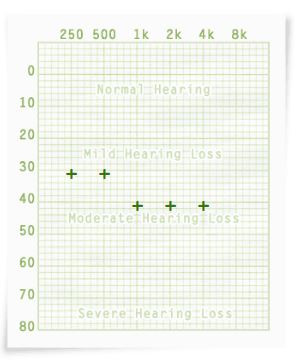 250 500 1k 2k 4k 8k
0
Normal Hearing
10
20
Mild Hearing Loss
30
40
Moderate Hearing Loss
50
60
70
Severe Hearing Loss
80